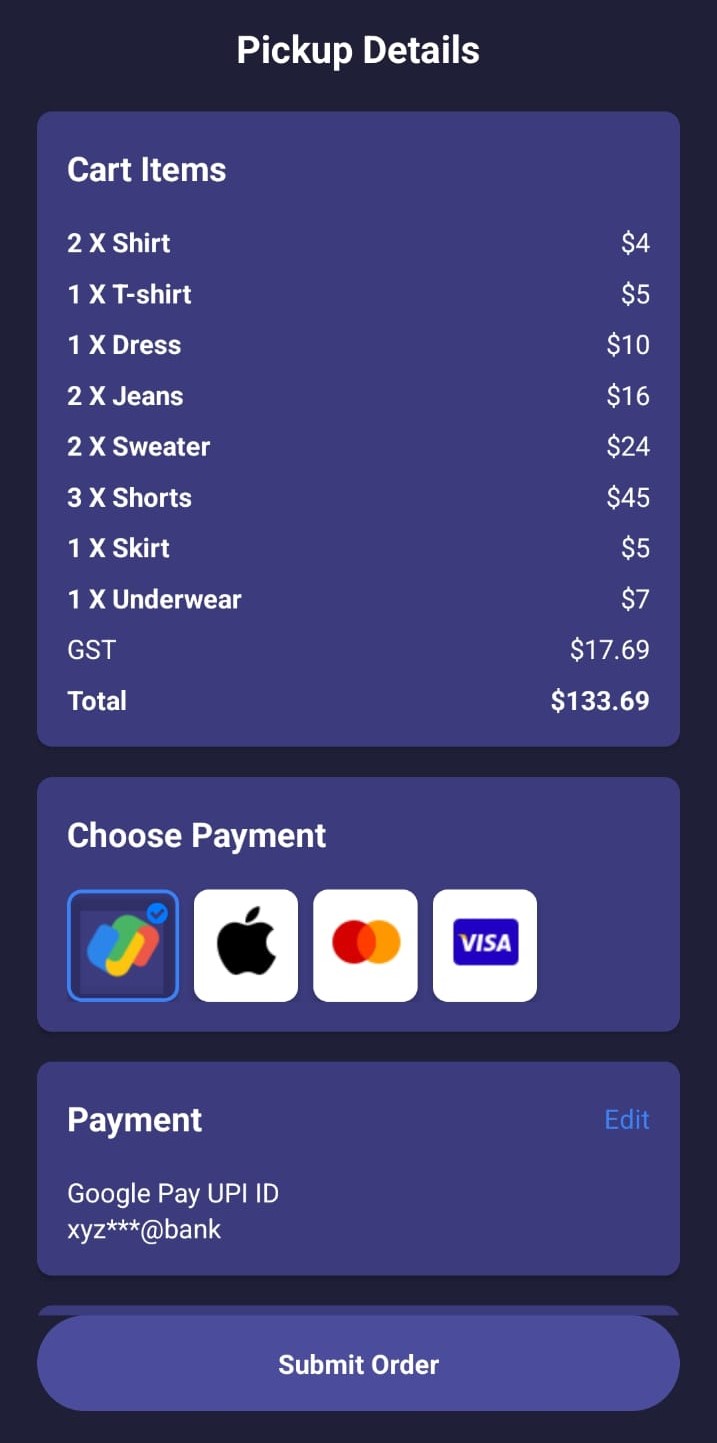 Pickup Details
Cart Items
2 X Shirt $4
1 X T-shirt $5
1 X Dress $10
2 X Jeans $16
2 X Sweater $24
3 X Shorts $45
1 X Skirt $5
1 X Underwear $7
GST $17.69
Total $133.69
Choose Payment
VISA
Payment Edit
Google Pay UPI ID
xyz***@bank
Submit Order